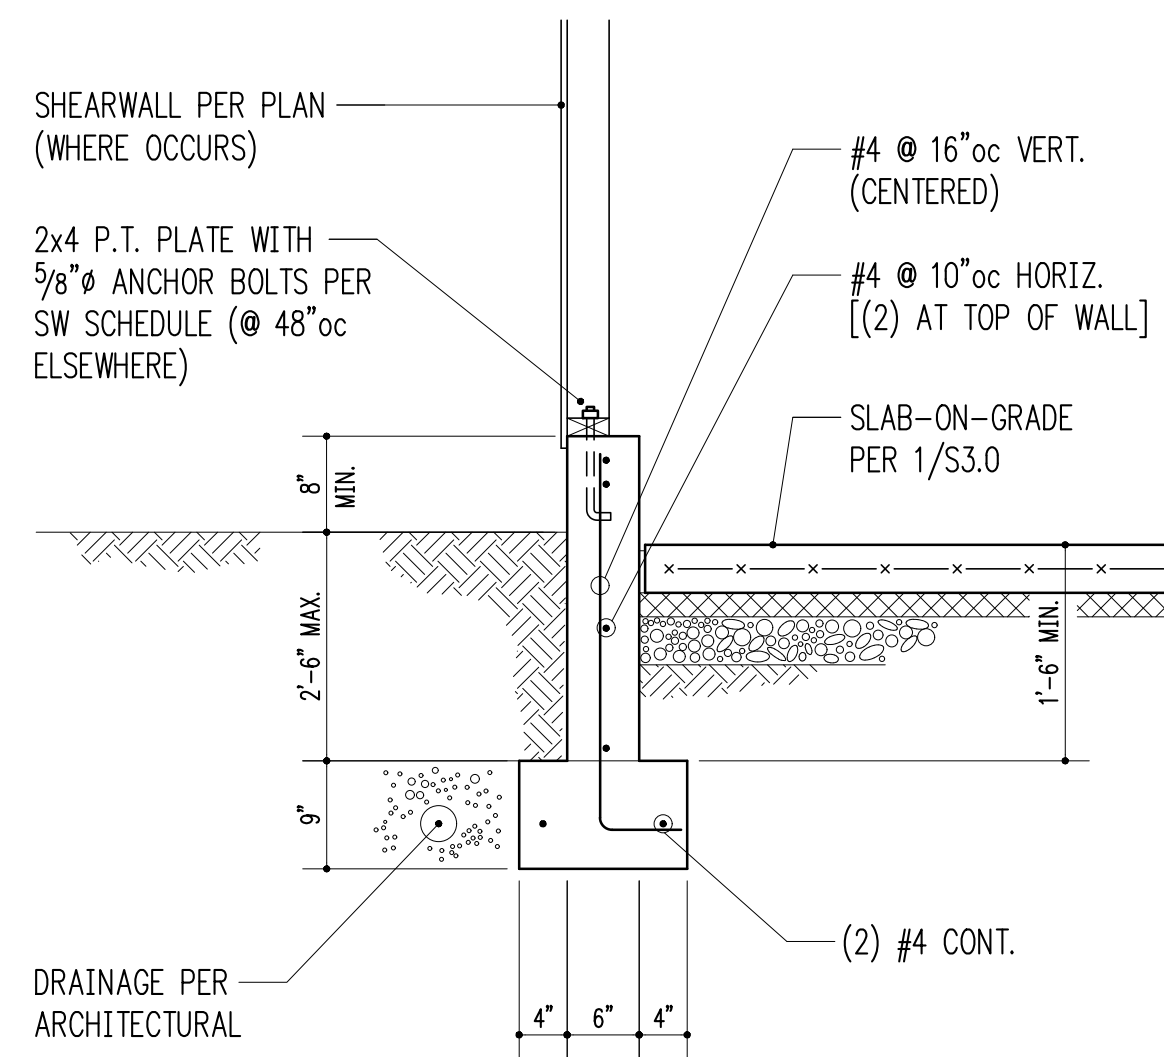 SHEARWALL PER PLAN
(WHERE OCCURS)
2x4 P.T. PLATE WITH
5/8"ø ANCHOR BOLTS PER
SW SCHEDULE (@ 48"oc
ELSEWHERE)
#4 @ 16"oc VERT.
(CENTERED)
#4 @ 10"oc HORIZ.
[(2) AT TOP OF WALL]
SLAB-ON-GRADE
PER 1/S3.0
8"
MIN.
2'-6" MAX.
9"
1'-6" MIN.
(2) #4 CONT.
DRAINAGE PER
ARCHITECTURAL
4" 6" 4"